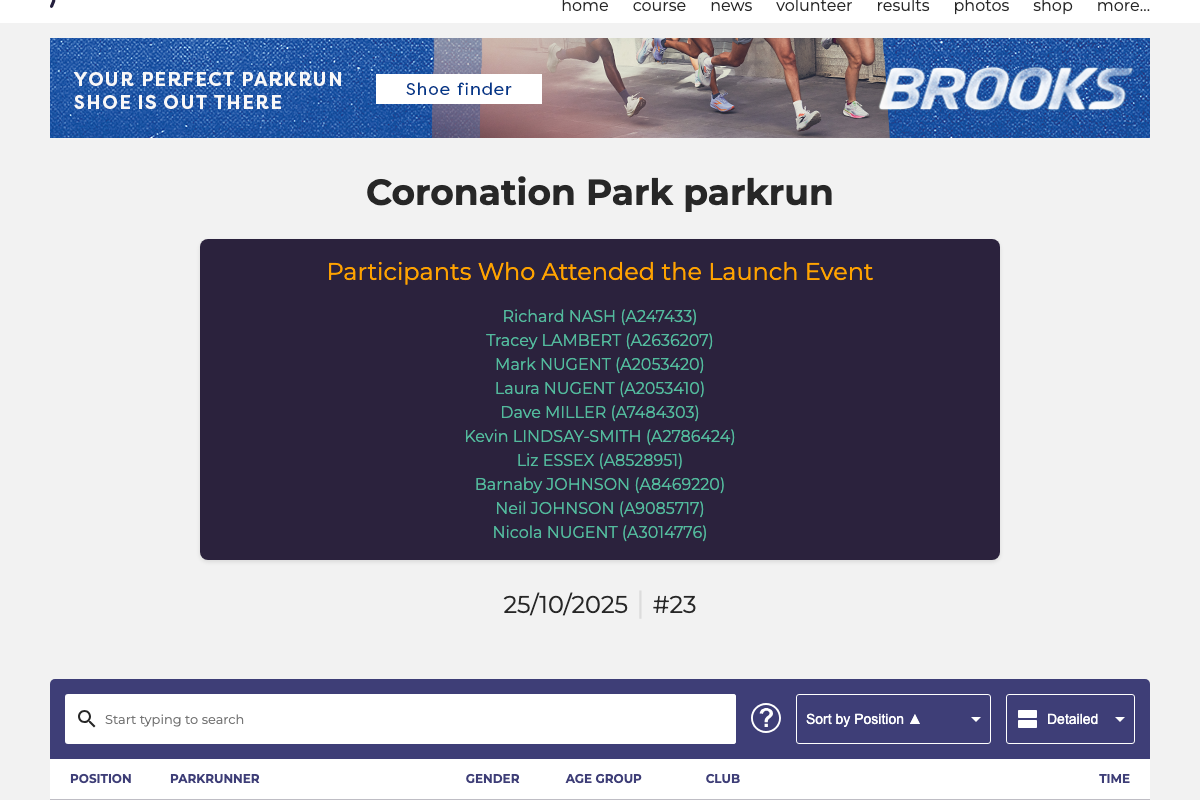 home course news volunteer results photos shop more...
YOUR PERFECT PARKRUN
SHOE IS OUT THERE
Shoe finder
BROOKS
Coronation Park parkrun
Participants Who Attended the Launch Event
Richard NASH (A247433)
Tracey LAMBERT (A2636207)
Mark NUGENT (A2053420)
Laura NUGENT (A2053410)
Dave MILLER (A7484303)
Kevin LINDSAY-SMITH (A2786424)
Liz ESSEX (A8528951)
Barnaby JOHNSON (A8469220)
Neil JOHNSON (A9085717)
Nicola NUGENT (A3014776)
25/10/2025 #23
Start typing to search ? Sort by Position ▲ Detailed
POSITION PARKRUNNER GENDER AGE GROUP CLUB TIME